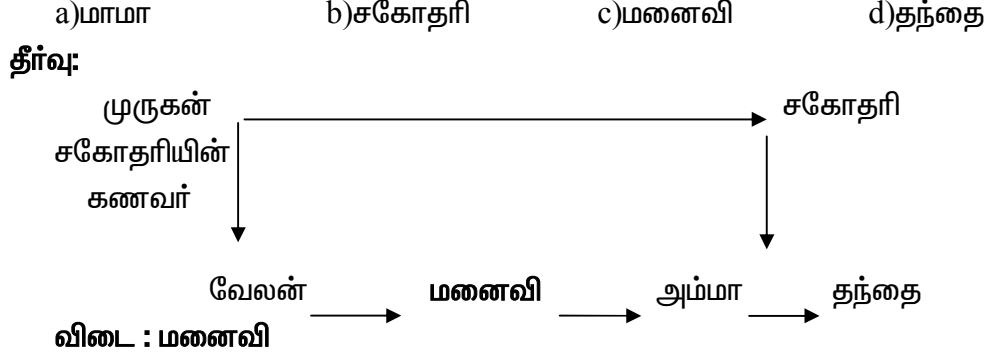 a)மாமா b)சகோதரி c)மனைவி d)தந்தை
தீர்வு:
முருகன் சகோதரி
சகோதரியின்
கணவர்
வேலன் மனைவி அம்மா தந்தை
விடை : மனைவி